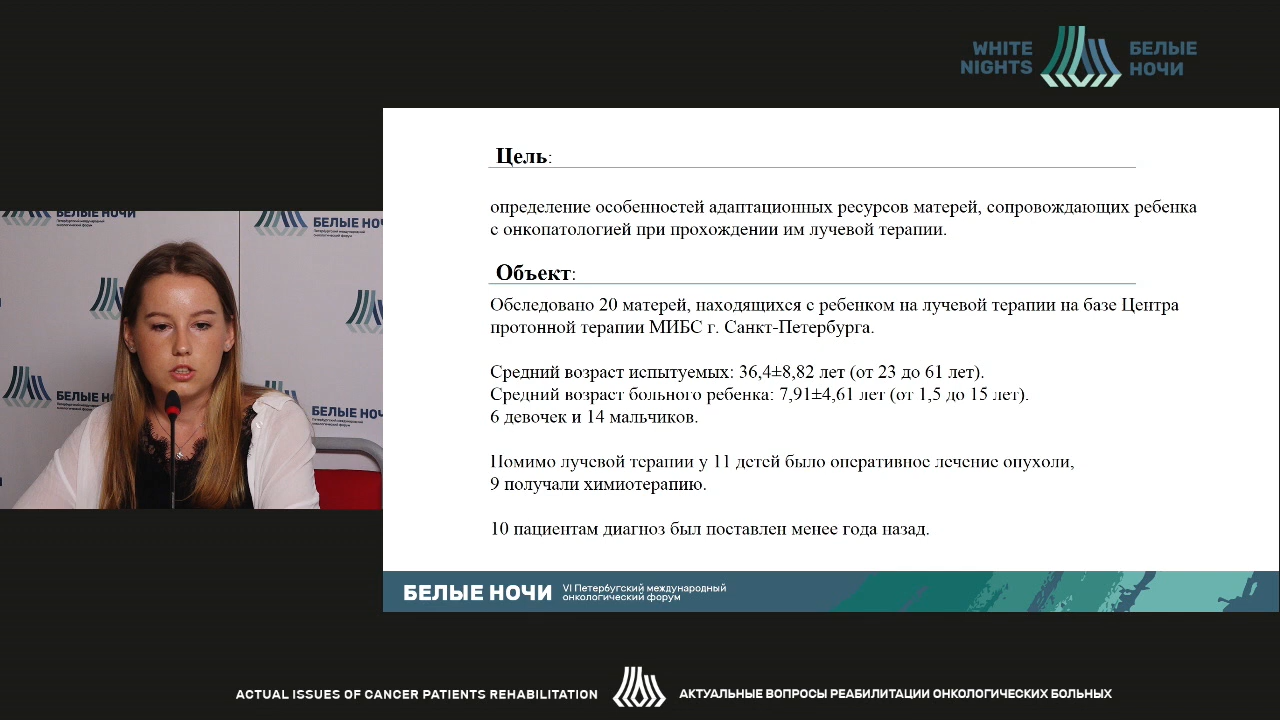 WHITE
NIGHTS
БЕЛЫЕ
НОЧИ
Цель:
определение особенностей адаптационных ресурсов матерей, сопровождающих ребенка
с онкопатологией при прохождении им лучевой терапии.
Объект:
Обследовано 20 матерей, находящихся с ребенком на лучевой терапии на базе Центра
протонной терапии МИБС г. Санкт-Петербурга.
Средний возраст испытуемых: 36,4±8,82 лет (от 23 до 61 лет).
Средний возраст больного ребенка: 7,91±4,61 лет (от 1,5 до 15 лет).
6 девочек и 14 мальчиков.
Помимо лучевой терапии у 11 детей было оперативное лечение опухоли,
9 получали химиотерапию.
10 пациентам диагноз был поставлен менее года назад.
БЕЛЫЕ НОЧИ
VI Петербугский международный
онкологический форум
БЕЛЫЕ НОЧИ
БЕЛЫЕ НОЧ
БЕЛЫЕ
БЕЛЫЕ НОЧ
ACTUAL ISSUES OF CANCER PATIENTS REHABILITATION
АКТУАЛЬНЫЕ ВОПРОСЫ РЕАБИЛИТАЦИИ ОНКОЛОГИЧЕСКИХ БОЛЬНЫХ